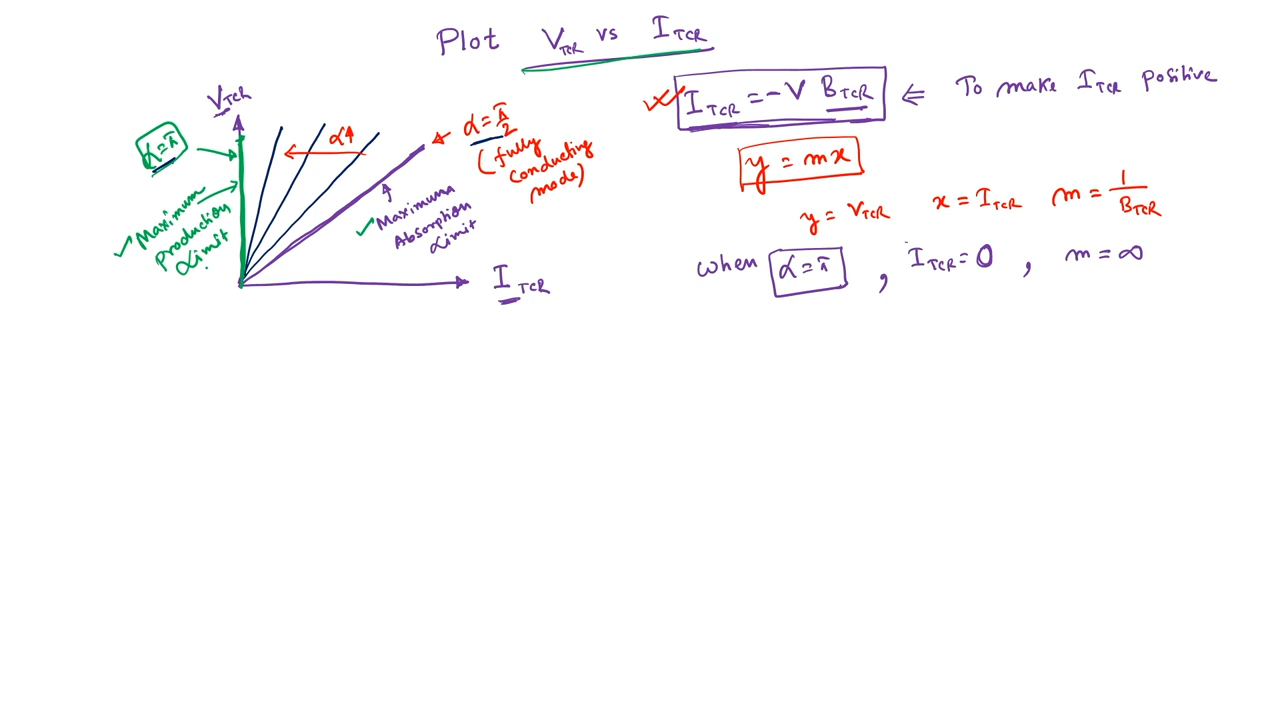 Plot V_TCR vs I_TCR
V_TCR
α = π
Maximum
Production
Limit
α↑
α = π/2
(fully
conducting
mode)
Maximum
Absorption
Limit
I_TCR
I_TCR = -V B_TCR ⇐ To make I_TCR positive
y = mx
y = V_TCR x = I_TCR m = 1/B_TCR
when α = π , I_TCR = 0 , m = ∞